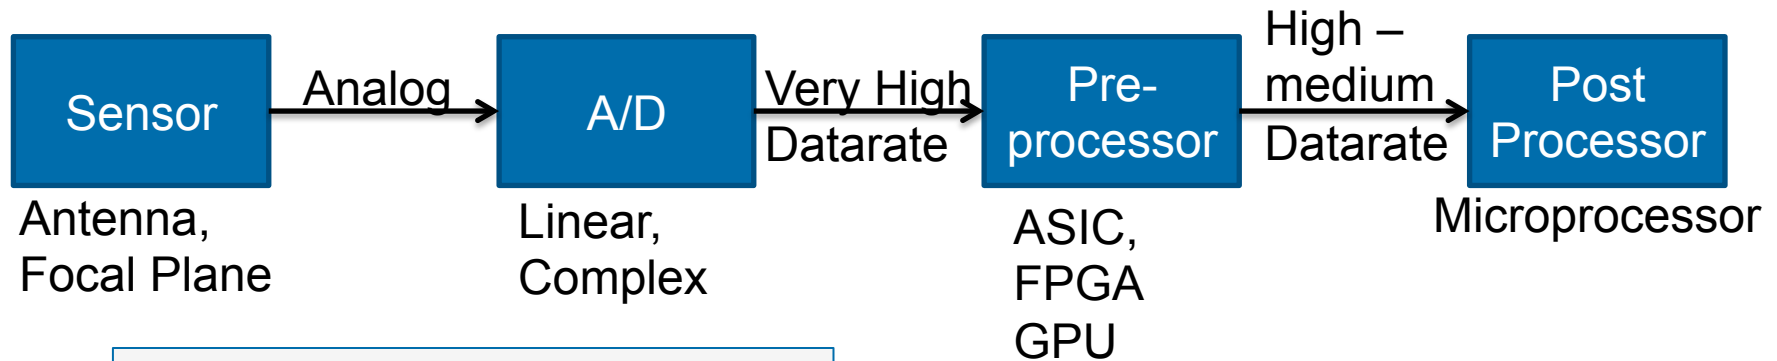 Sensor
Antenna,
Focal Plane
Analog
A/D
Linear,
Complex
Very High
Datarate
Pre-
processor
ASIC,
FPGA
GPU
High –
medium
Datarate
Post
Processor
Microprocessor